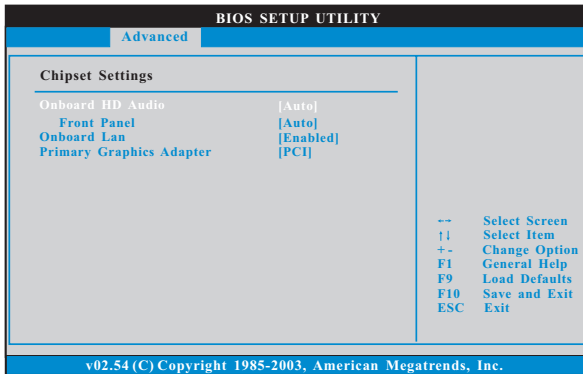 BIOS SETUP UTILITY
Advanced
Chipset Settings
Onboard HD Audio [Auto]
Front Panel [Auto]
Onboard Lan [Enabled]
Primary Graphics Adapter [PCI]
↔ Select Screen
↑↓ Select Item
+ - Change Option
F1 General Help
F9 Load Defaults
F10 Save and Exit
ESC Exit
v02.54 (C) Copyright 1985-2003, American Megatrends, Inc.